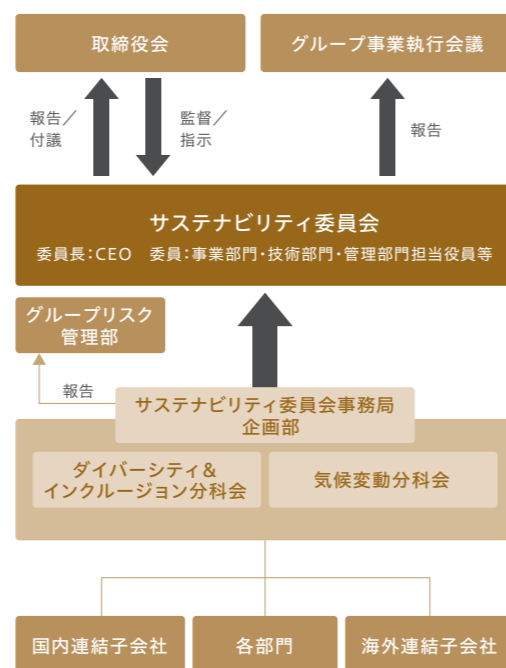 取締役会
グループ事業執行会議
報告／
付議
監督／
指示
報告
サステナビリティ委員会
委員長：CEO　委員：事業部門・技術部門・管理部門担当役員等
グループリスク
管理部
報告
サステナビリティ委員会事務局
企画部
ダイバーシティ＆
インクルージョン分科会
気候変動分科会
国内連結子会社
各部門
海外連結子会社